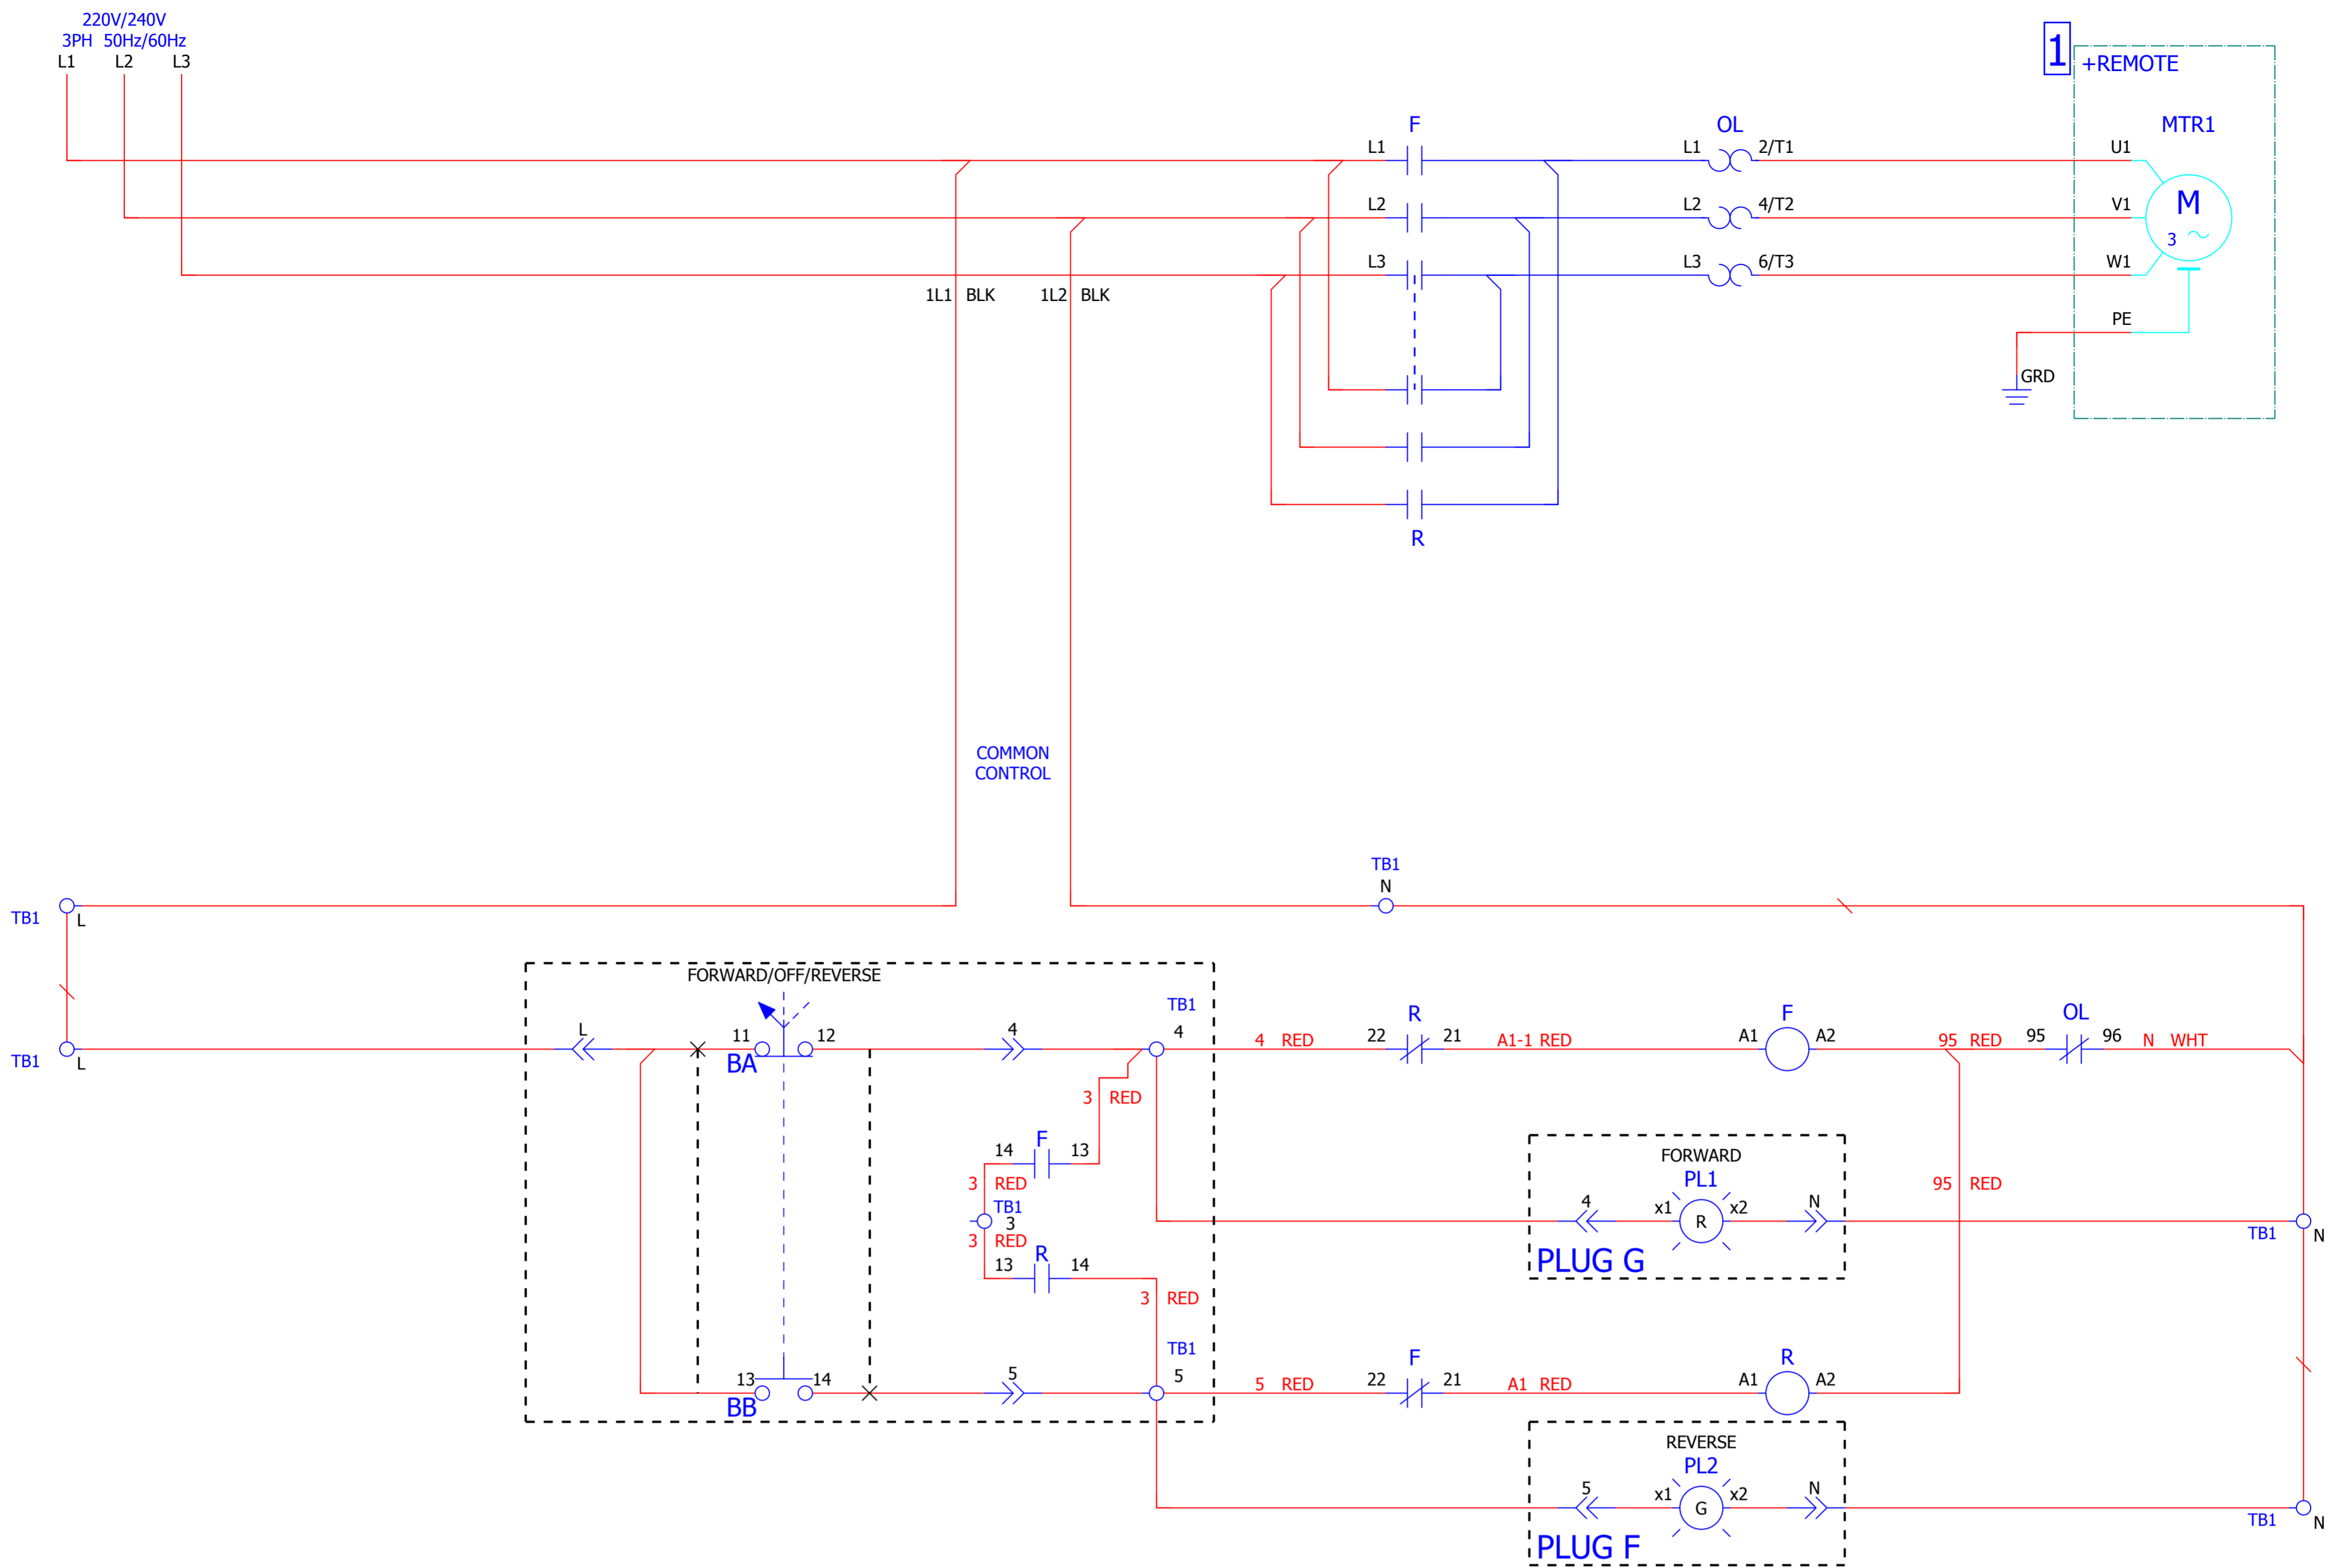 220V/240V
3PH 50Hz/60Hz
L1 L2 L3
1
+REMOTE
F
OL
MTR1
L1 L1 2/T1 U1
L2 L2 4/T2 V1
M
3
L3 L3 6/T3 W1
1L1 BLK 1L2 BLK
PE
GRD
R
COMMON
CONTROL
TB1
N
TB1
L
FORWARD/OFF/REVERSE
TB1
4
R
F
OL
L
11 12
4
4 RED
22 21
A1-1 RED
A1 A2
95 RED
95 96
N WHT
TB1
L
BA
3 RED
F
14 13
3 RED
TB1
3
3 RED
R
13 14
3 RED
FORWARD
PL1
4
x1 R x2
N
PLUG G
95 RED
TB1
N
TB1
5
F
R
13 14
5
5 RED
22 21
A1 RED
A1 A2
BB
REVERSE
PL2
5
x1 G x2
N
PLUG F
TB1
N